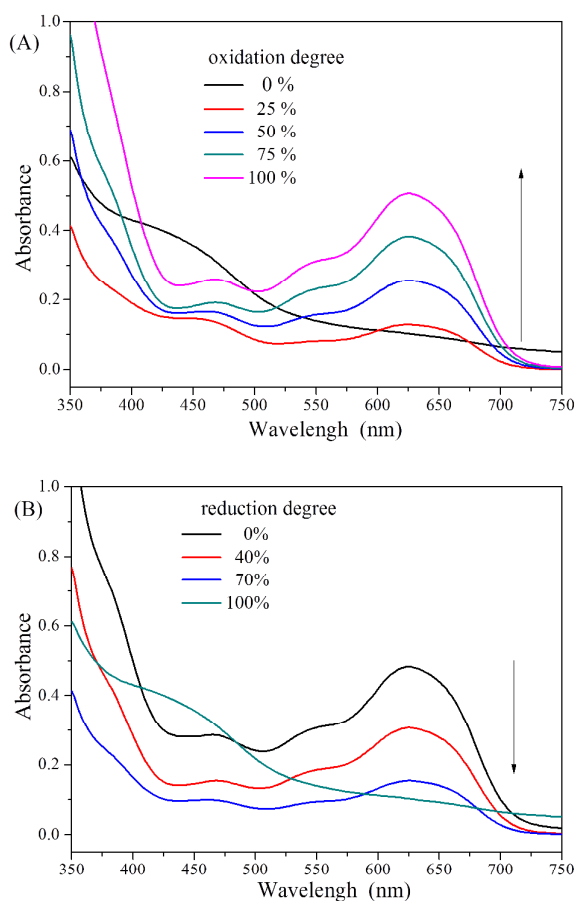 (A)
oxidation degree
0 %
25 %
50 %
75 %
100 %
1.0
0.8
0.6
0.4
0.2
0.0
Absorbance
350 400 450 500 550 600 650 700 750
Wavelengh (nm)
(B)
reduction degree
0%
40%
70%
100%
1.0
0.8
0.6
0.4
0.2
0.0
Absorbance
350 400 450 500 550 600 650 700 750
Wavelengh (nm)